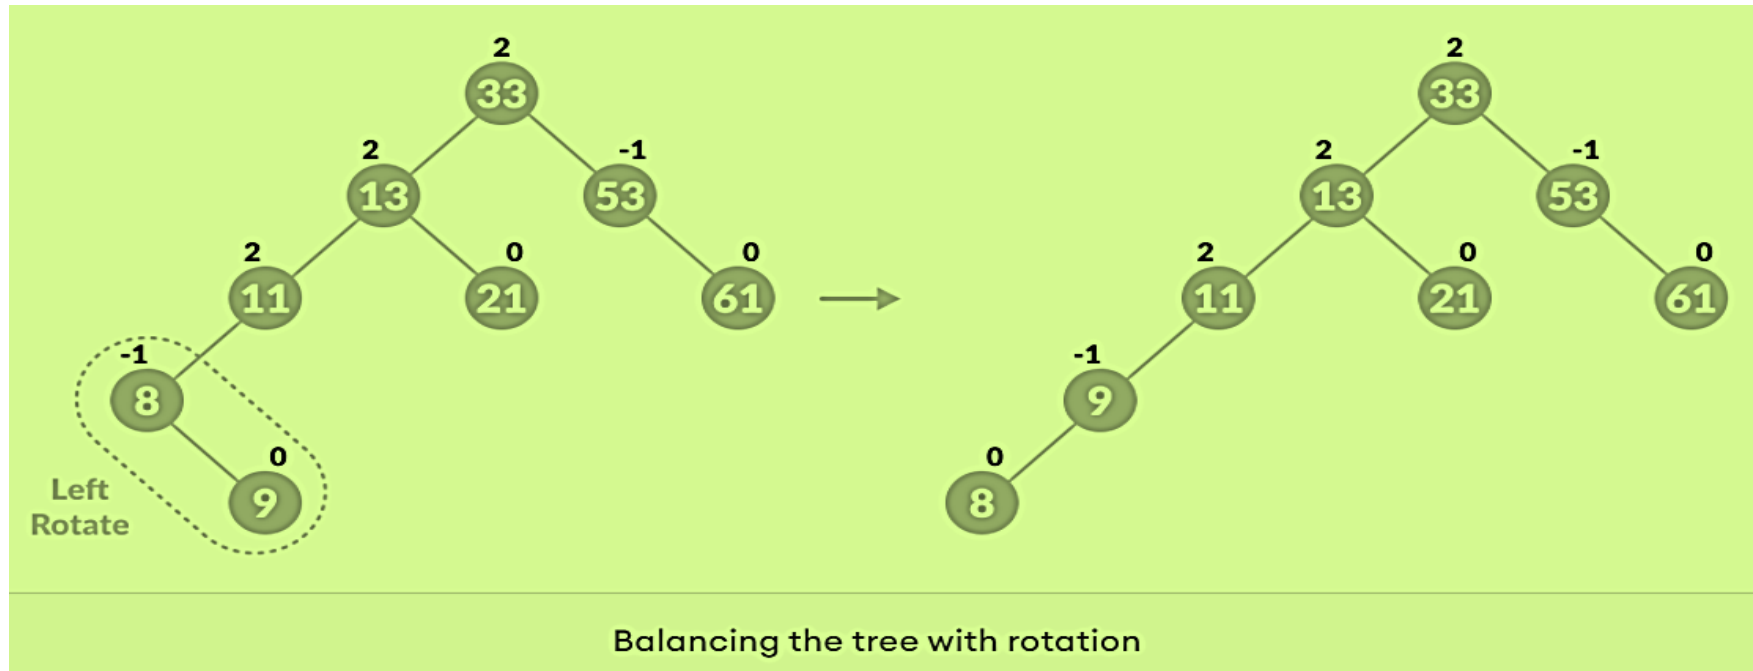 2 2
33 33
2 -1 2 -1
13 53 13 53
2 0 0 2 0 0
11 21 61 11 21 61
-1 -1
8 9
0 0
Left 9 8
Rotate
Balancing the tree with rotation